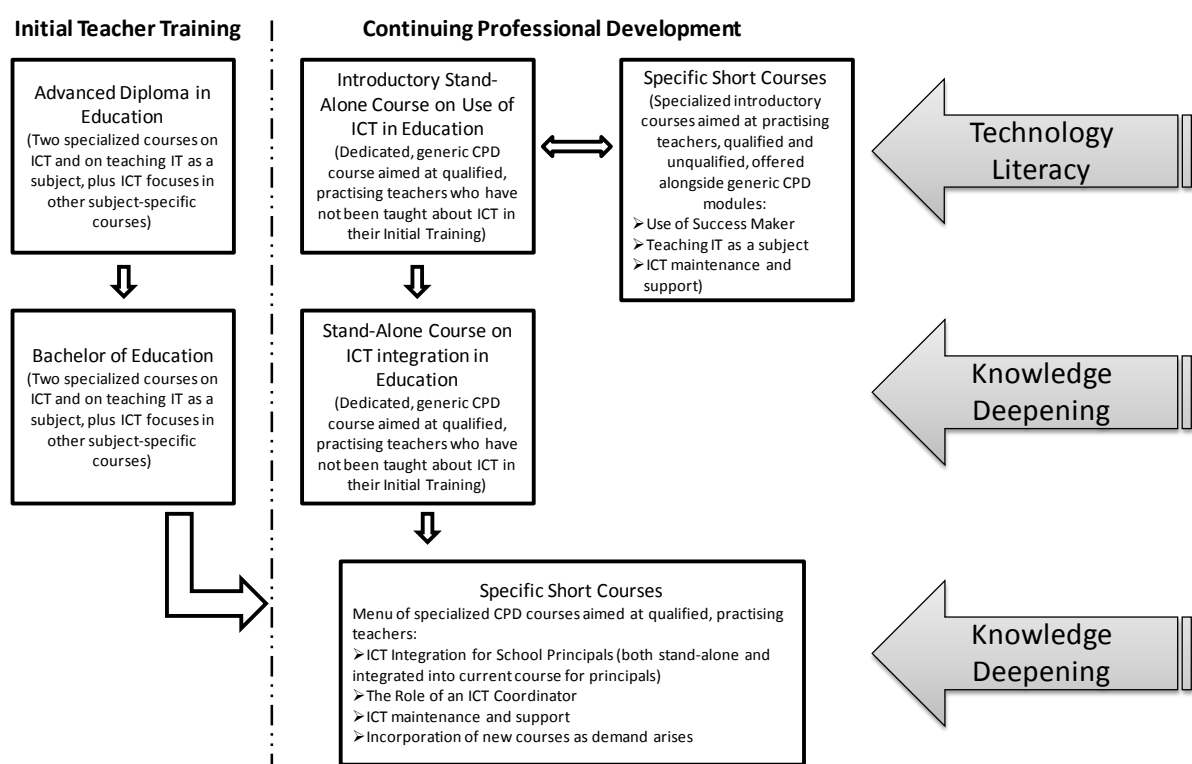 Initial Teacher Training
Continuing Professional Development
Advanced Diploma in
Education
(Two specialized courses on
ICT and on teaching IT as a
subject, plus ICT focuses in
other subject-specific
courses)
Introductory Stand-
Alone Course on Use of
ICT in Education
(Dedicated, generic CPD
course aimed at qualified,
practising teachers who have
not been taught about ICT in
their Initial Training)
Specific Short Courses
(Specialized introductory
courses aimed at practising
teachers, qualified and
unqualified, offered
alongside generic CPD
modules:
➢Use of Success Maker
➢Teaching IT as a subject
➢ICT maintenance and
support)
Technology
Literacy
Bachelor of Education
(Two specialized courses on
ICT and on teaching IT as a
subject, plus ICT focuses in
other subject-specific
courses)
Stand-Alone Course on
ICT integration in
Education
(Dedicated, generic CPD
course aimed at qualified,
practising teachers who have
not been taught about ICT in
their Initial Training)
Knowledge
Deepening
Specific Short Courses
Menu of specialized CPD courses aimed at qualified, practising
teachers:
➢ICT Integration for School Principals (both stand-alone and
integrated into current course for principals)
➢The Role of an ICT Coordinator
➢ICT maintenance and support
➢Incorporation of new courses as demand arises
Knowledge
Deepening